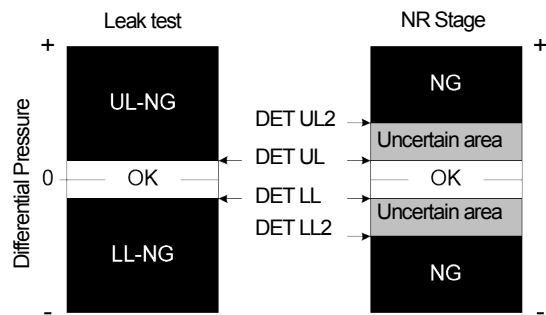 Leak test
NR Stage
+
+
UL-NG
NG
DET UL2
Uncertain area
DET UL
Differential Pressure
0
OK
OK
DET LL
Uncertain area
DET LL2
LL-NG
NG
-
-